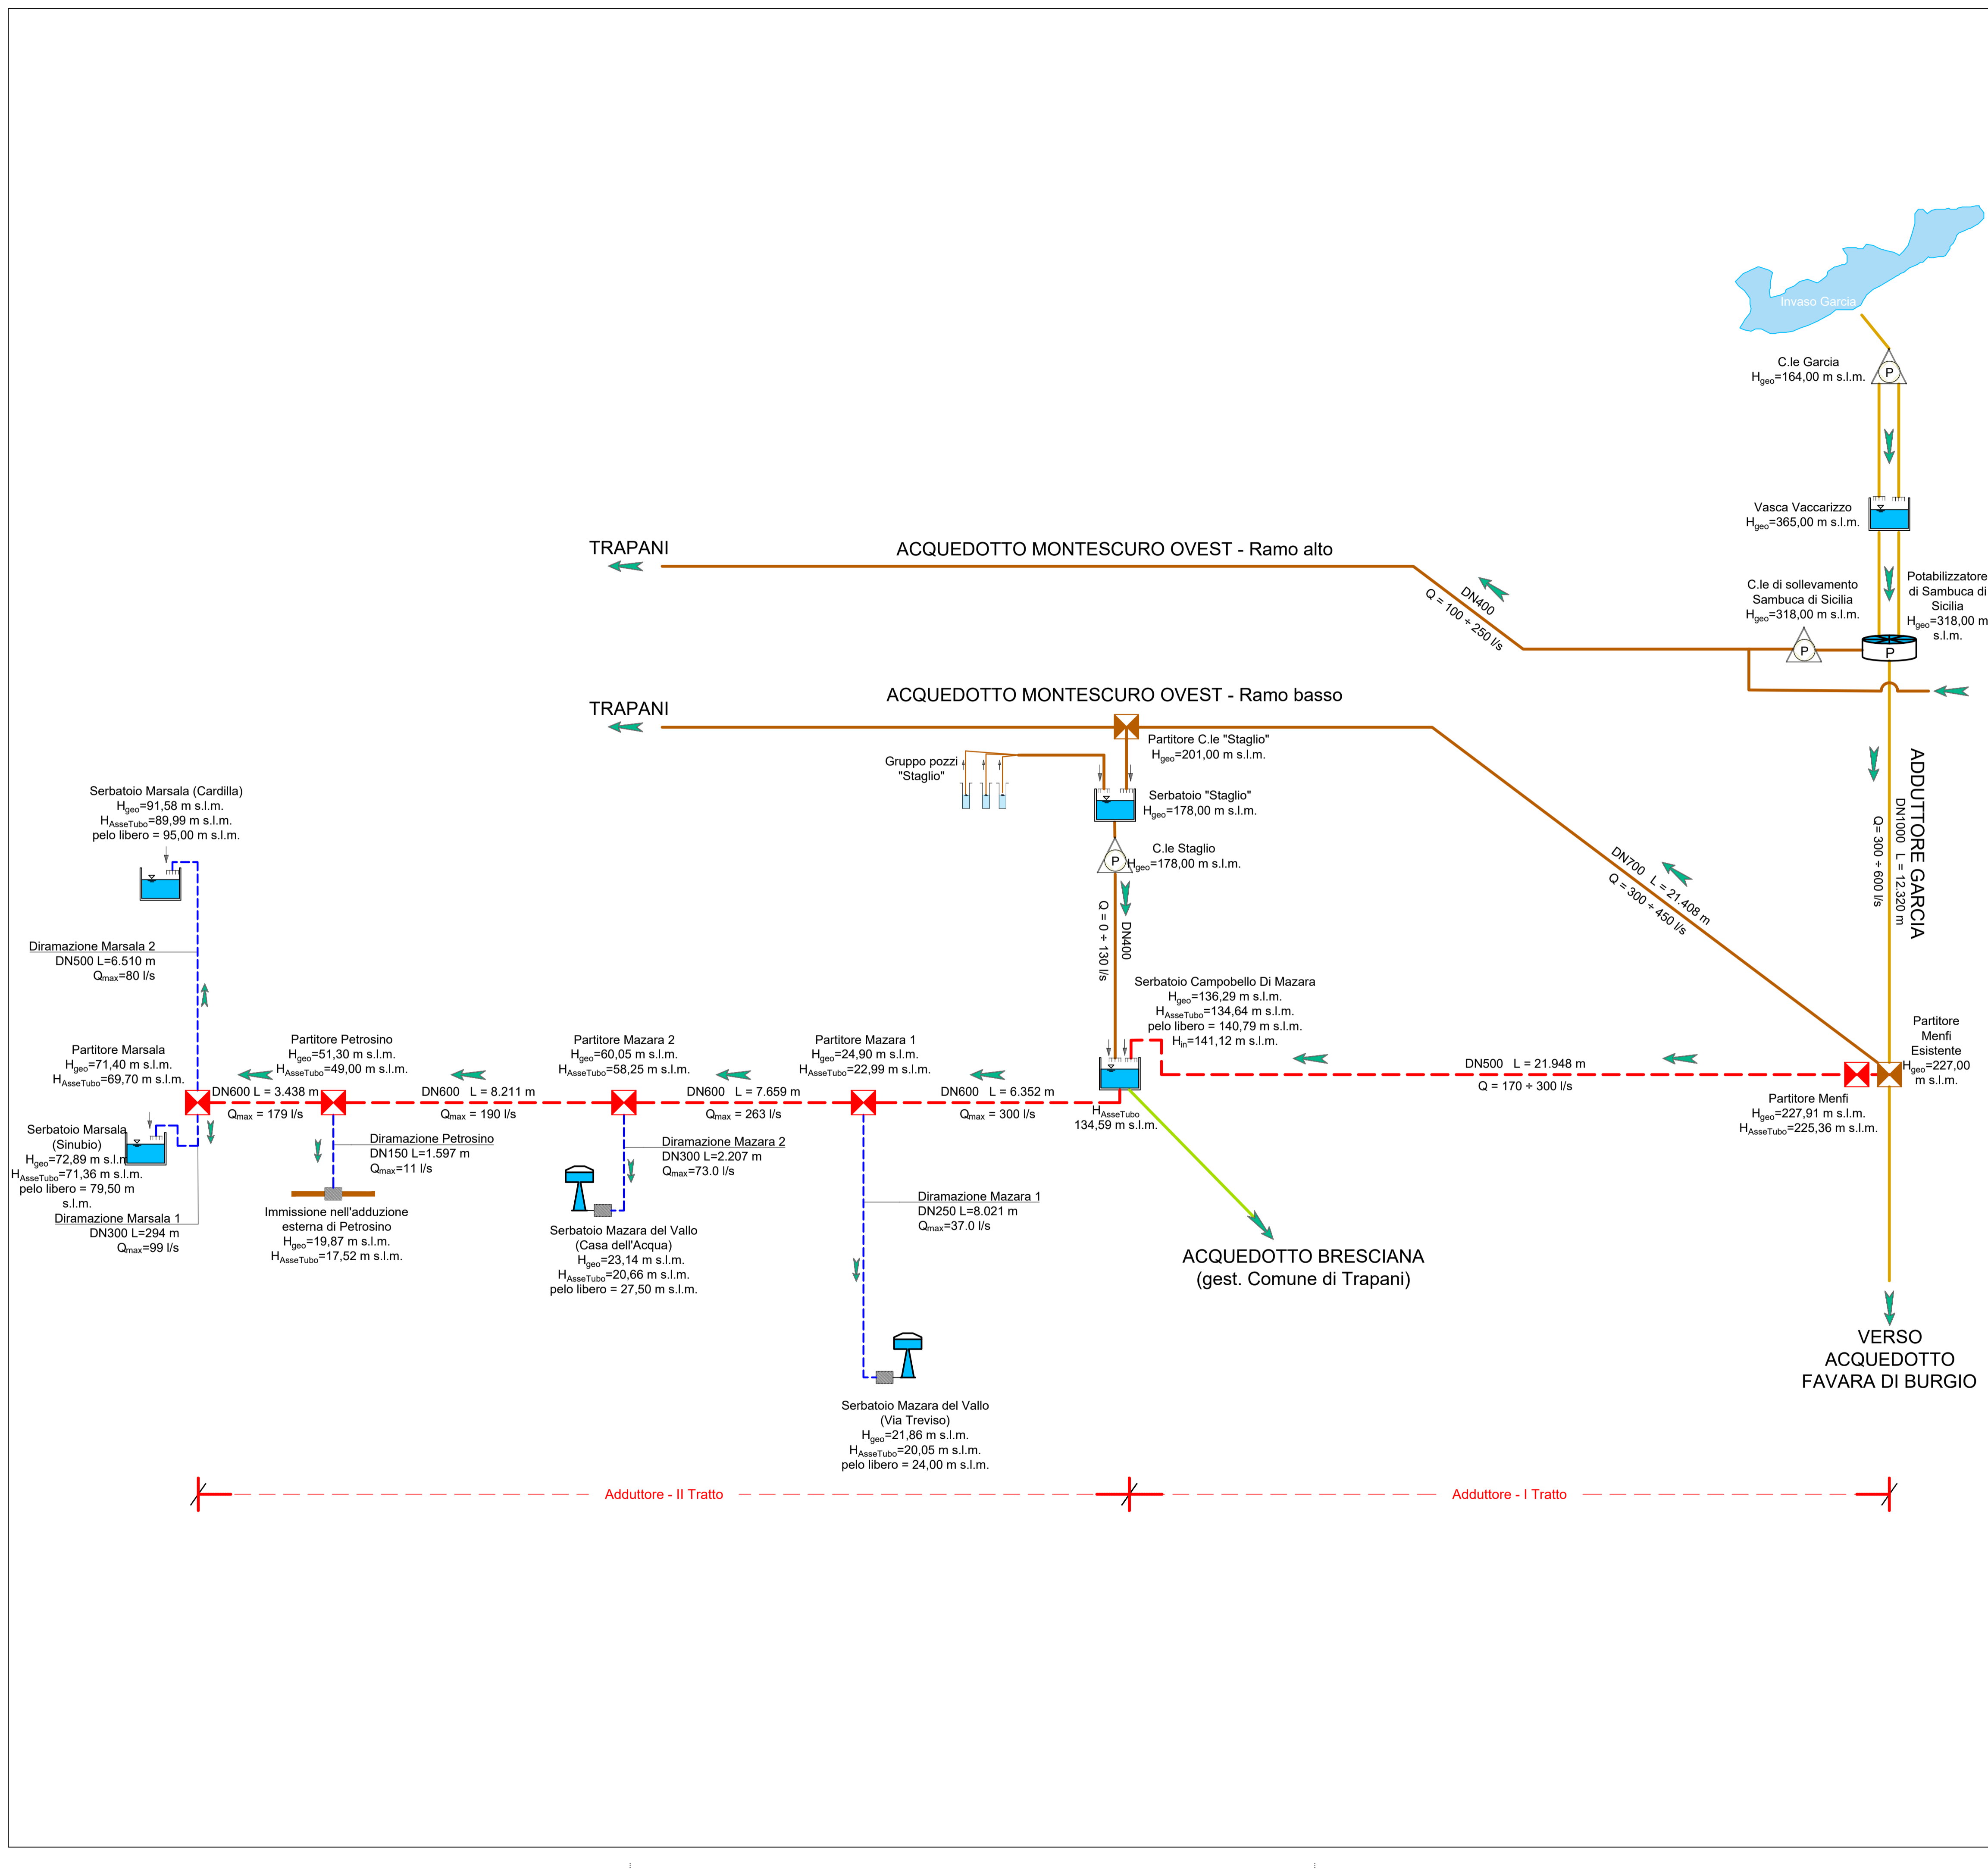 Invaso Garcia
C.le Garcia
Hgeo=164,00 m s.l.m.
P
Vasca Vaccarizzo
Hgeo=365,00 m s.l.m.
TRAPANI
ACQUEDOTTO MONTESCURO OVEST - Ramo alto
DN400
Q = 100 ÷ 250 l/s
C.le di sollevamento
Sambuca di Sicilia
Hgeo=318,00 m s.l.m.
P
Potabilizzatore
di Sambuca di
Sicilia
Hgeo=318,00 m
s.l.m.
P
TRAPANI
ACQUEDOTTO MONTESCURO OVEST - Ramo basso
Partitore C.le "Staglio"
Hgeo=201,00 m s.l.m.
Gruppo pozzi
"Staglio"
Serbatoio "Staglio"
Hgeo=178,00 m s.l.m.
C.le Staglio
Hgeo=178,00 m s.l.m.
P
DN400
Q = 0 ÷ 130 l/s
DN700 L = 21.408 m
Q = 300 ÷ 450 l/s
ADDUTTORE GARCIA
DN1000 L = 12.320 m
Q= 300 ÷ 600 l/s
Serbatoio Marsala (Cardilla)
Hgeo=91,58 m s.l.m.
HAsseTubo=89,99 m s.l.m.
pelo libero = 95,00 m s.l.m.
Diramazione Marsala 2
DN500 L=6.510 m
Qmax=80 l/s
Partitore Marsala
Hgeo=71,40 m s.l.m.
HAsseTubo=69,70 m s.l.m.
Partitore Petrosino
Hgeo=51,30 m s.l.m.
HAsseTubo=49,00 m s.l.m.
Partitore Mazara 2
Hgeo=60,05 m s.l.m.
HAsseTubo=58,25 m s.l.m.
Partitore Mazara 1
Hgeo=24,90 m s.l.m.
HAsseTubo=22,99 m s.l.m.
Serbatoio Campobello Di Mazara
Hgeo=136,29 m s.l.m.
HAsseTubo=134,64 m s.l.m.
pelo libero = 140,79 m s.l.m.
Hin=141,12 m s.l.m.
Partitore
Menfi
Esistente
Hgeo=227,00
m s.l.m.
DN600 L = 3.438 m
Qmax = 179 l/s
DN600 L = 8.211 m
Qmax = 190 l/s
DN600 L = 7.659 m
Qmax = 263 l/s
DN600 L = 6.352 m
Qmax = 300 l/s
DN500 L = 21.948 m
Q = 170 ÷ 300 l/s
HAsseTubo
134,59 m s.l.m.
Partitore Menfi
Hgeo=227,91 m s.l.m.
HAsseTubo=225,36 m s.l.m.
Serbatoio Marsala
(Sinubio)
Hgeo=72,89 m s.l.m
HAsseTubo=71,36 m s.l.m.
pelo libero = 79,50 m
s.l.m.
Diramazione Marsala 1
DN300 L=294 m
Qmax=99 l/s
Diramazione Petrosino
DN150 L=1.597 m
Qmax=11 l/s
Immissione nell'adduzione
esterna di Petrosino
Hgeo=19,87 m s.l.m.
HAsseTubo=17,52 m s.l.m.
Diramazione Mazara 2
DN300 L=2.207 m
Qmax=73.0 l/s
Serbatoio Mazara del Vallo
(Casa dell'Acqua)
Hgeo=23,14 m s.l.m.
HAsseTubo=20,66 m s.l.m.
pelo libero = 27,50 m s.l.m.
Diramazione Mazara 1
DN250 L=8.021 m
Qmax=37.0 l/s
Serbatoio Mazara del Vallo
(Via Treviso)
Hgeo=21,86 m s.l.m.
HAsseTubo=20,05 m s.l.m.
pelo libero = 24,00 m s.l.m.
ACQUEDOTTO BRESCIANA
(gest. Comune di Trapani)
VERSO
ACQUEDOTTO
FAVARA DI BURGIO
Adduttore - II Tratto
Adduttore - I Tratto